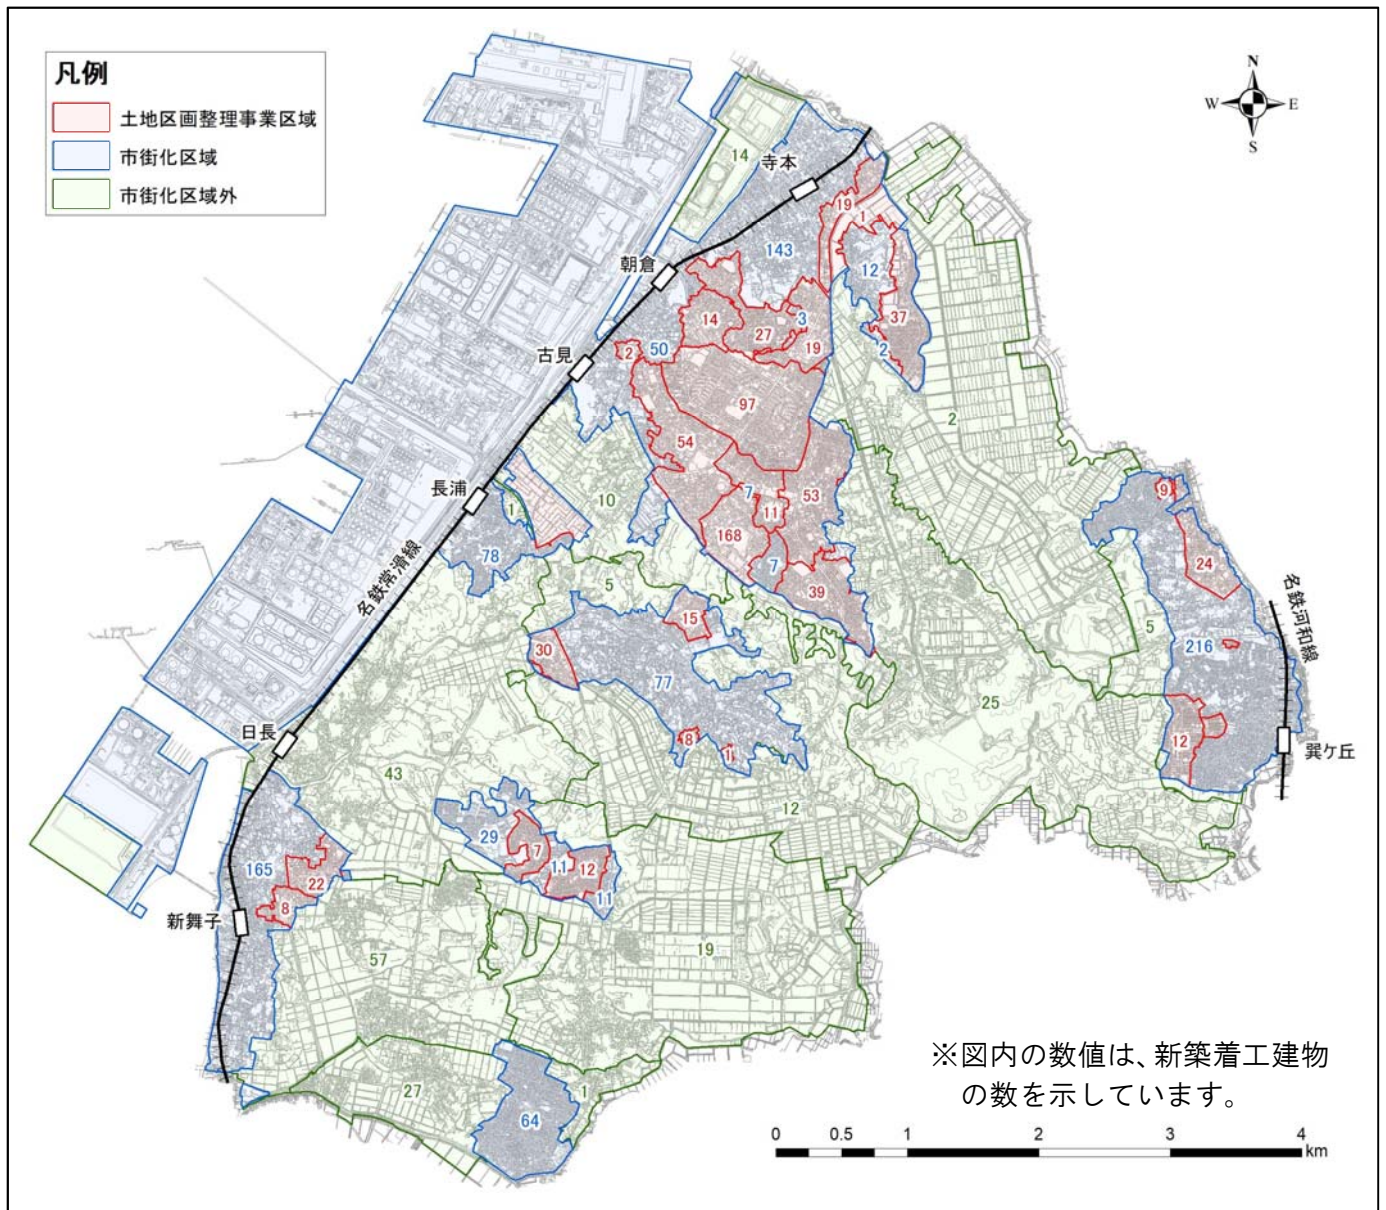 凡例
土地区画整理事業区域
市街化区域
市街化区域外
N
W
E
S
14
寺本
19
1
143
12
朝倉
37
3
14
27
19
2
50
2
古見
97
2
54
長浦
10
7
53
11
1
168
9
78
7
24
名鉄常滑線
39
5
名鉄河和線
15
5
216
30
77
25
日長
8
1
12
巽ケ丘
43
12
29
7
11
12
11
165
22
8
新舞子
57
19
27
1
64
※図内の数値は、新築着工建物
の数を示しています。
0 0.5 1 2 3 4
km